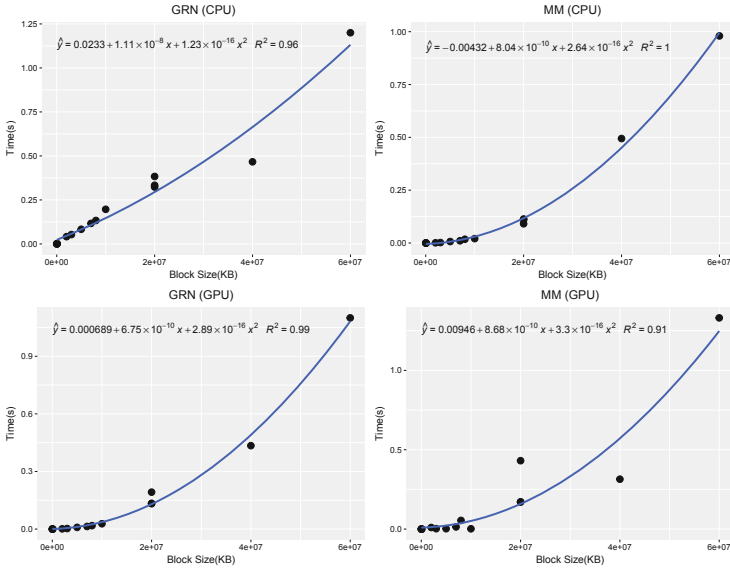 GRN (CPU)
ŷ = 0.0233 + 1.11 × 10⁻⁸ x + 1.23 × 10⁻¹⁶ x² R² = 0.96
1.25
1.00
0.75
0.50
0.25
0.00
Time(s)
0e+00 2e+07 4e+07 6e+07
Block Size(KB)
MM (CPU)
ŷ = −0.00432 + 8.04 × 10⁻¹⁰ x + 2.64 × 10⁻¹⁶ x² R² = 1
1.00
0.75
0.50
0.25
0.00
Time(s)
0e+00 2e+07 4e+07 6e+07
Block Size(KB)
GRN (GPU)
ŷ = 0.000689 + 6.75 × 10⁻¹⁰ x + 2.89 × 10⁻¹⁶ x² R² = 0.99
0.9
0.6
0.3
0.0
Time(s)
0e+00 2e+07 4e+07 6e+07
Block Size(KB)
MM (GPU)
ŷ = 0.00946 + 8.68 × 10⁻¹⁰ x + 3.3 × 10⁻¹⁶ x² R² = 0.91
1.0
0.5
0.0
Time(s)
0e+00 2e+07 4e+07 6e+07
Block Size(KB)